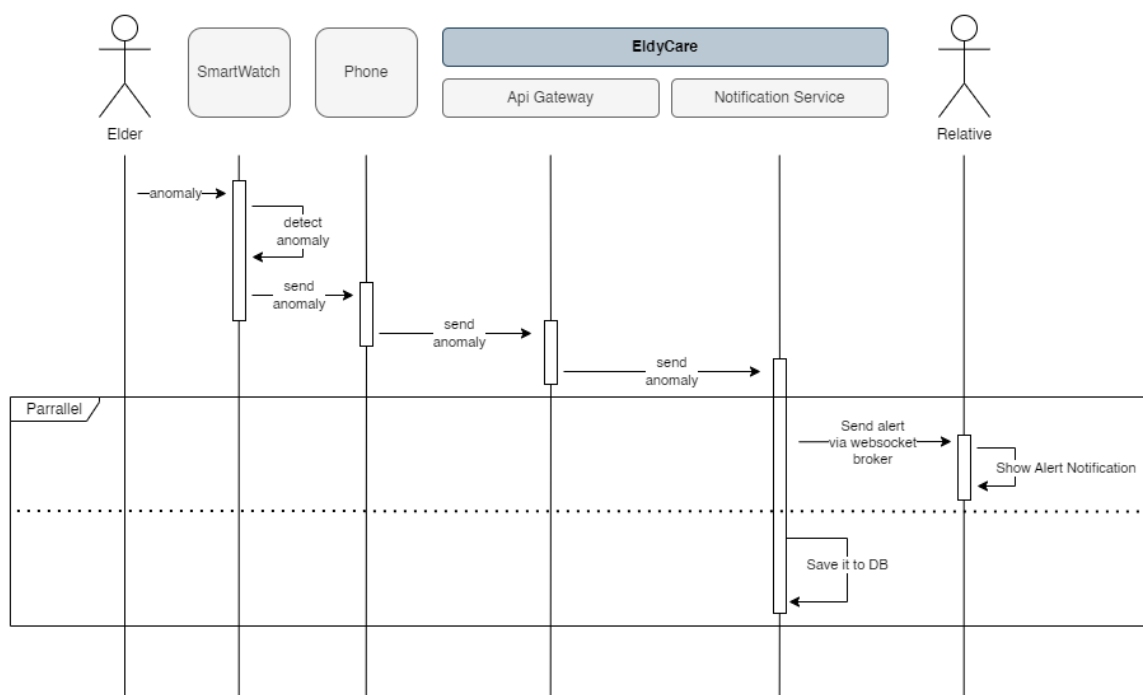 EldyCare
SmartWatch
Phone
Api Gateway
Notification Service
Elder
Relative
anomaly
detect
anomaly
send
anomaly
send
anomaly
send
anomaly
Parrallel
Send alert
via websocket
broker
Show Alert Notification
Save it to DB